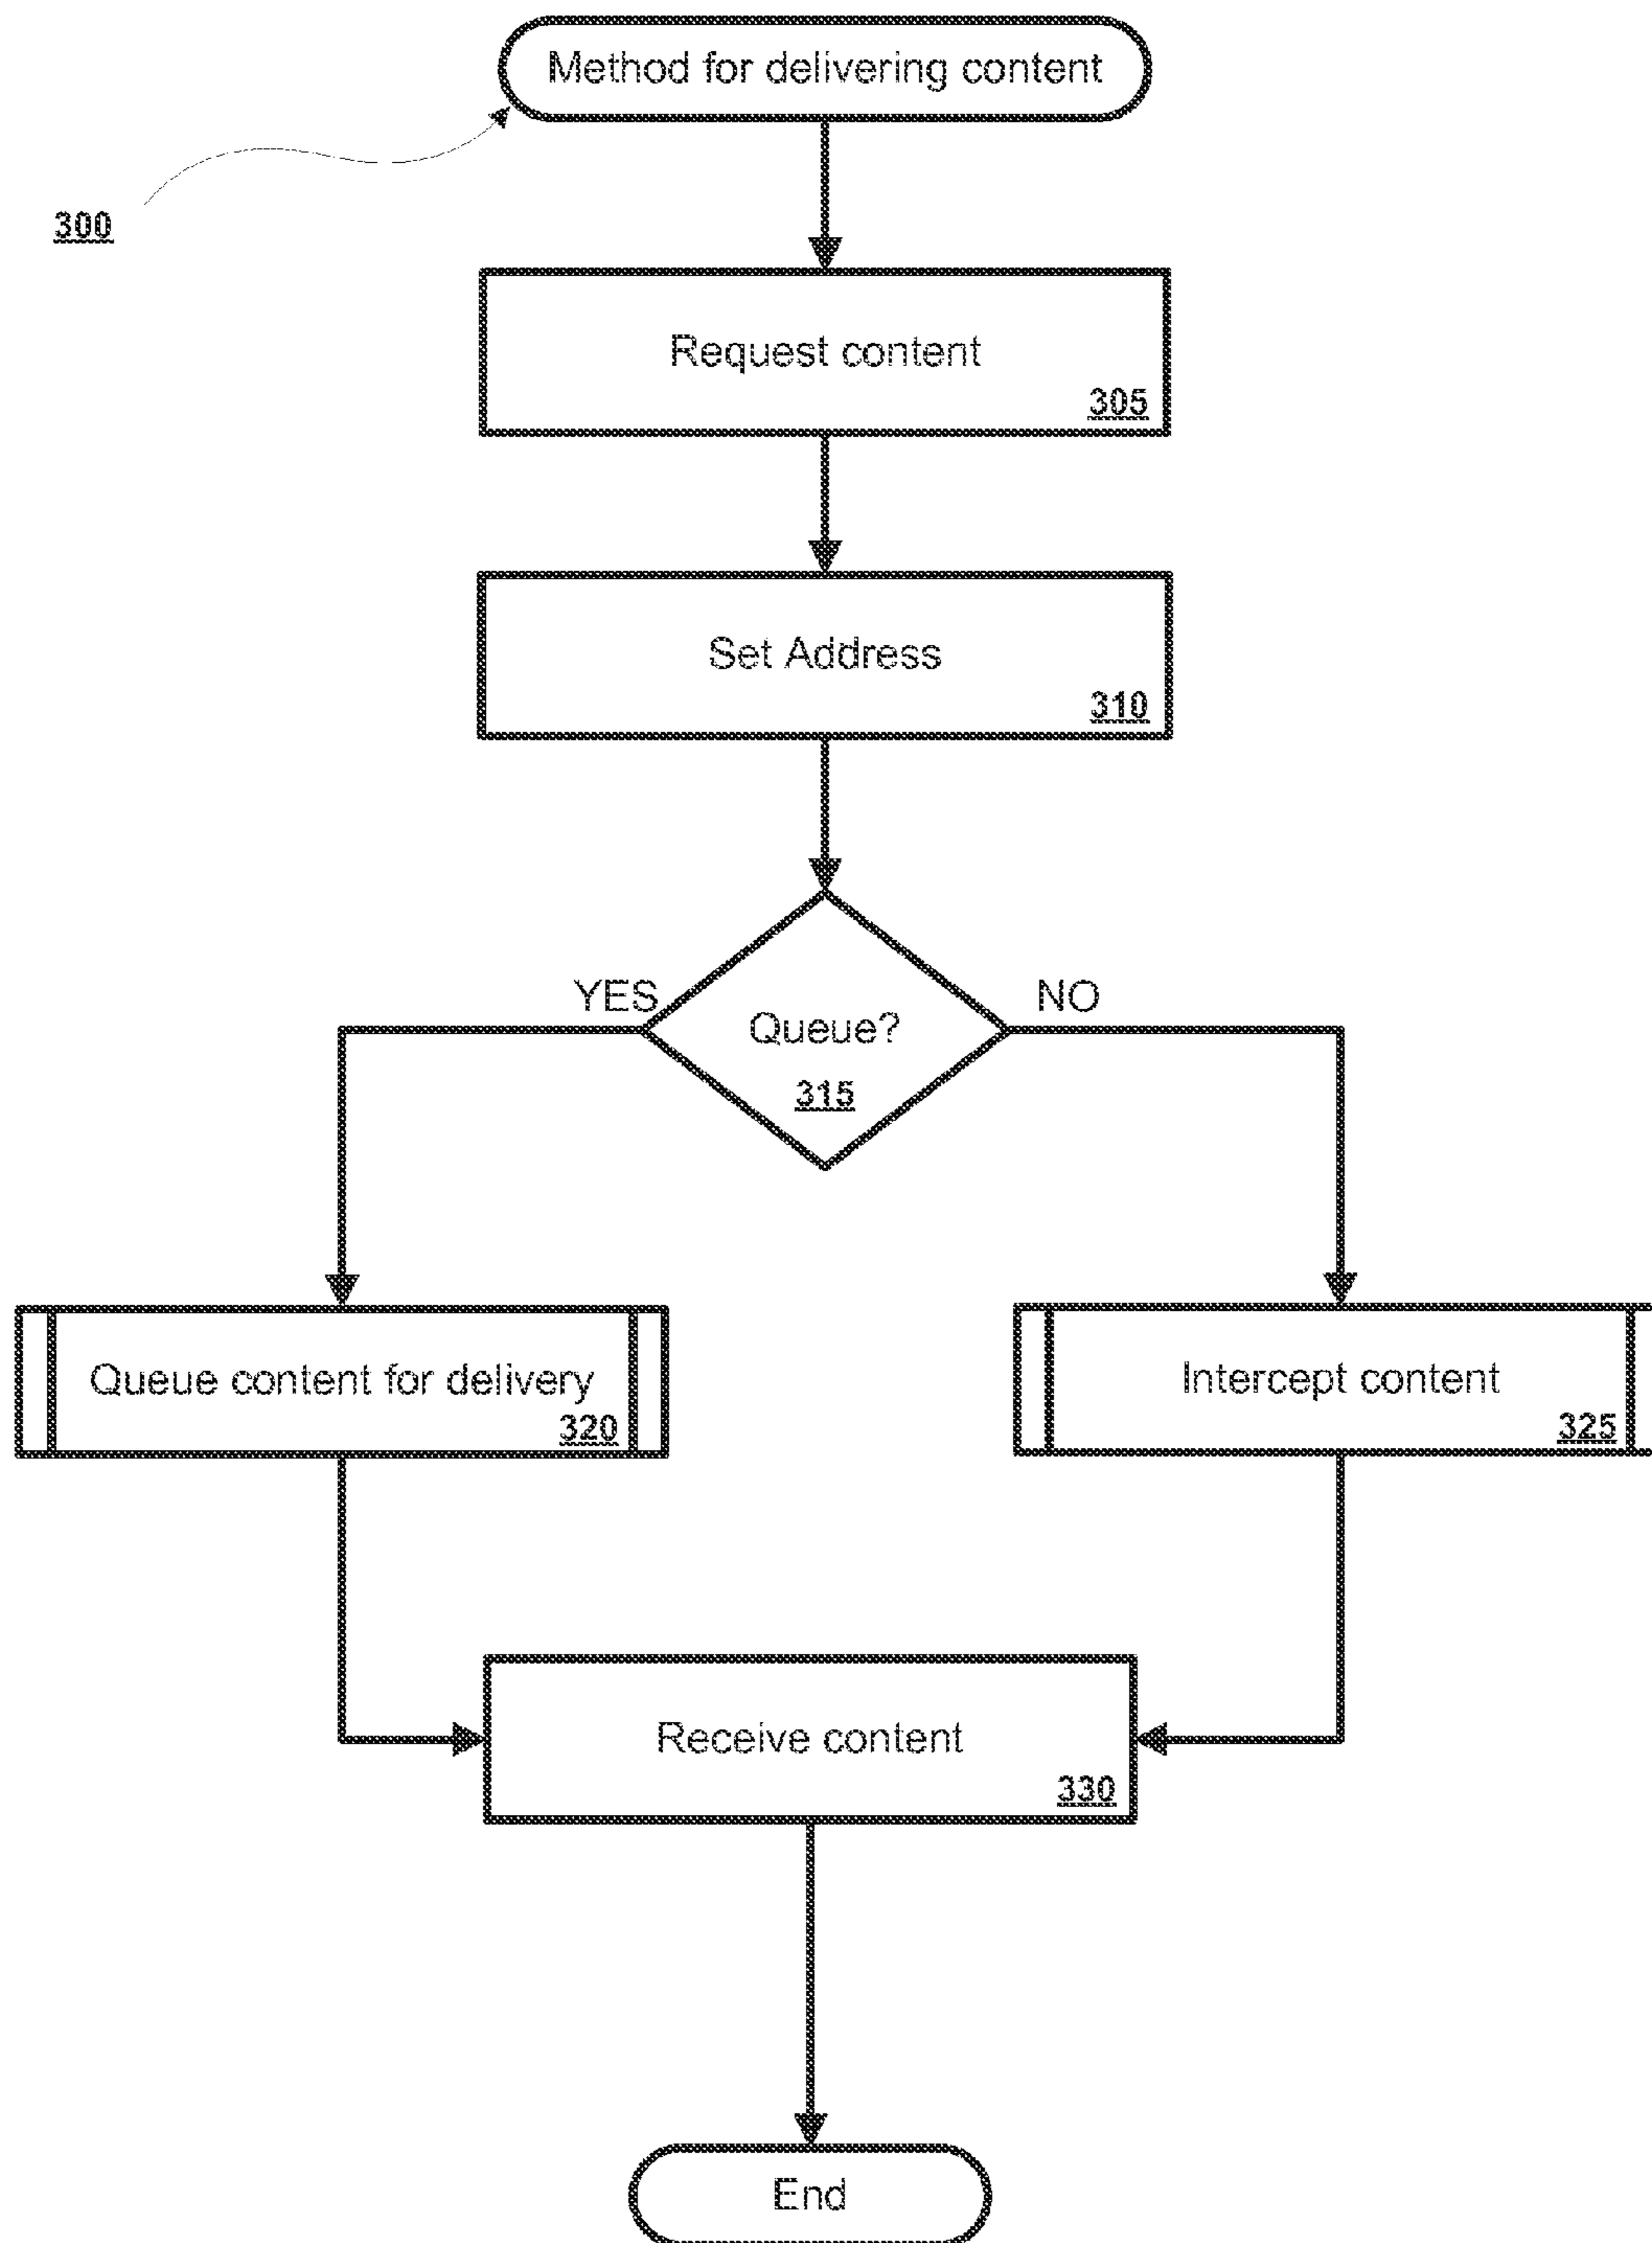 Method for delivering content
300
Request content
305
Set Address
310
YES
NO
Queue?
315
Queue content for delivery
320
Intercept content
325
Receive content
330
End